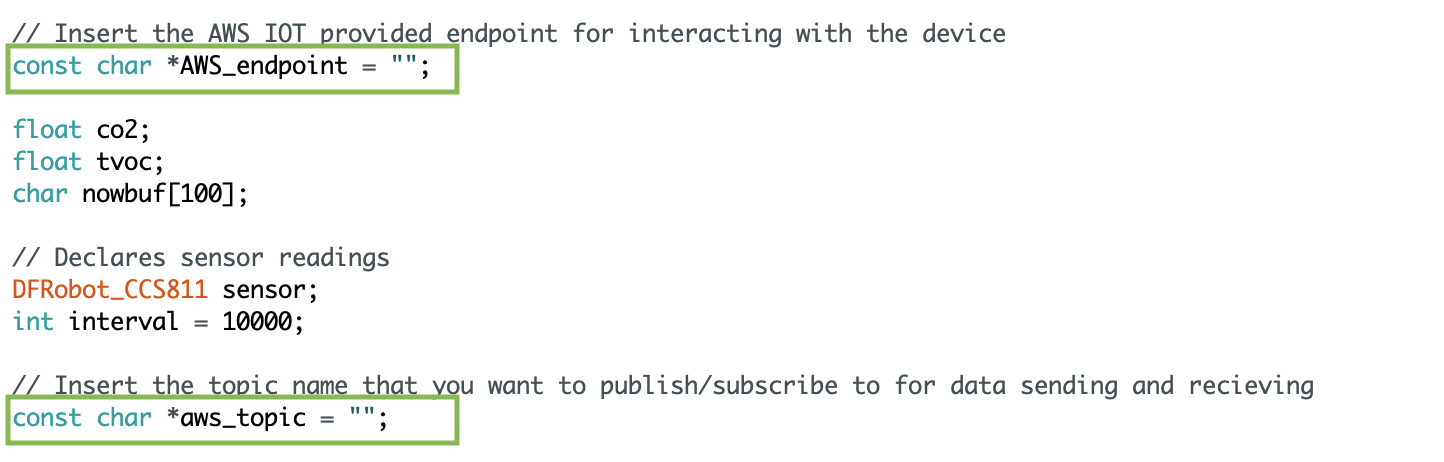 // Insert the AWS IOT provided endpoint for interacting with the device
const char *AWS_endpoint = "";
float co2;
float tvoc;
char nowbuf[100];
// Declares sensor readings
DFRobot_CCS811 sensor;
int interval = 10000;
// Insert the topic name that you want to publish/subscribe to for data sending and recieving
const char *aws_topic = "";